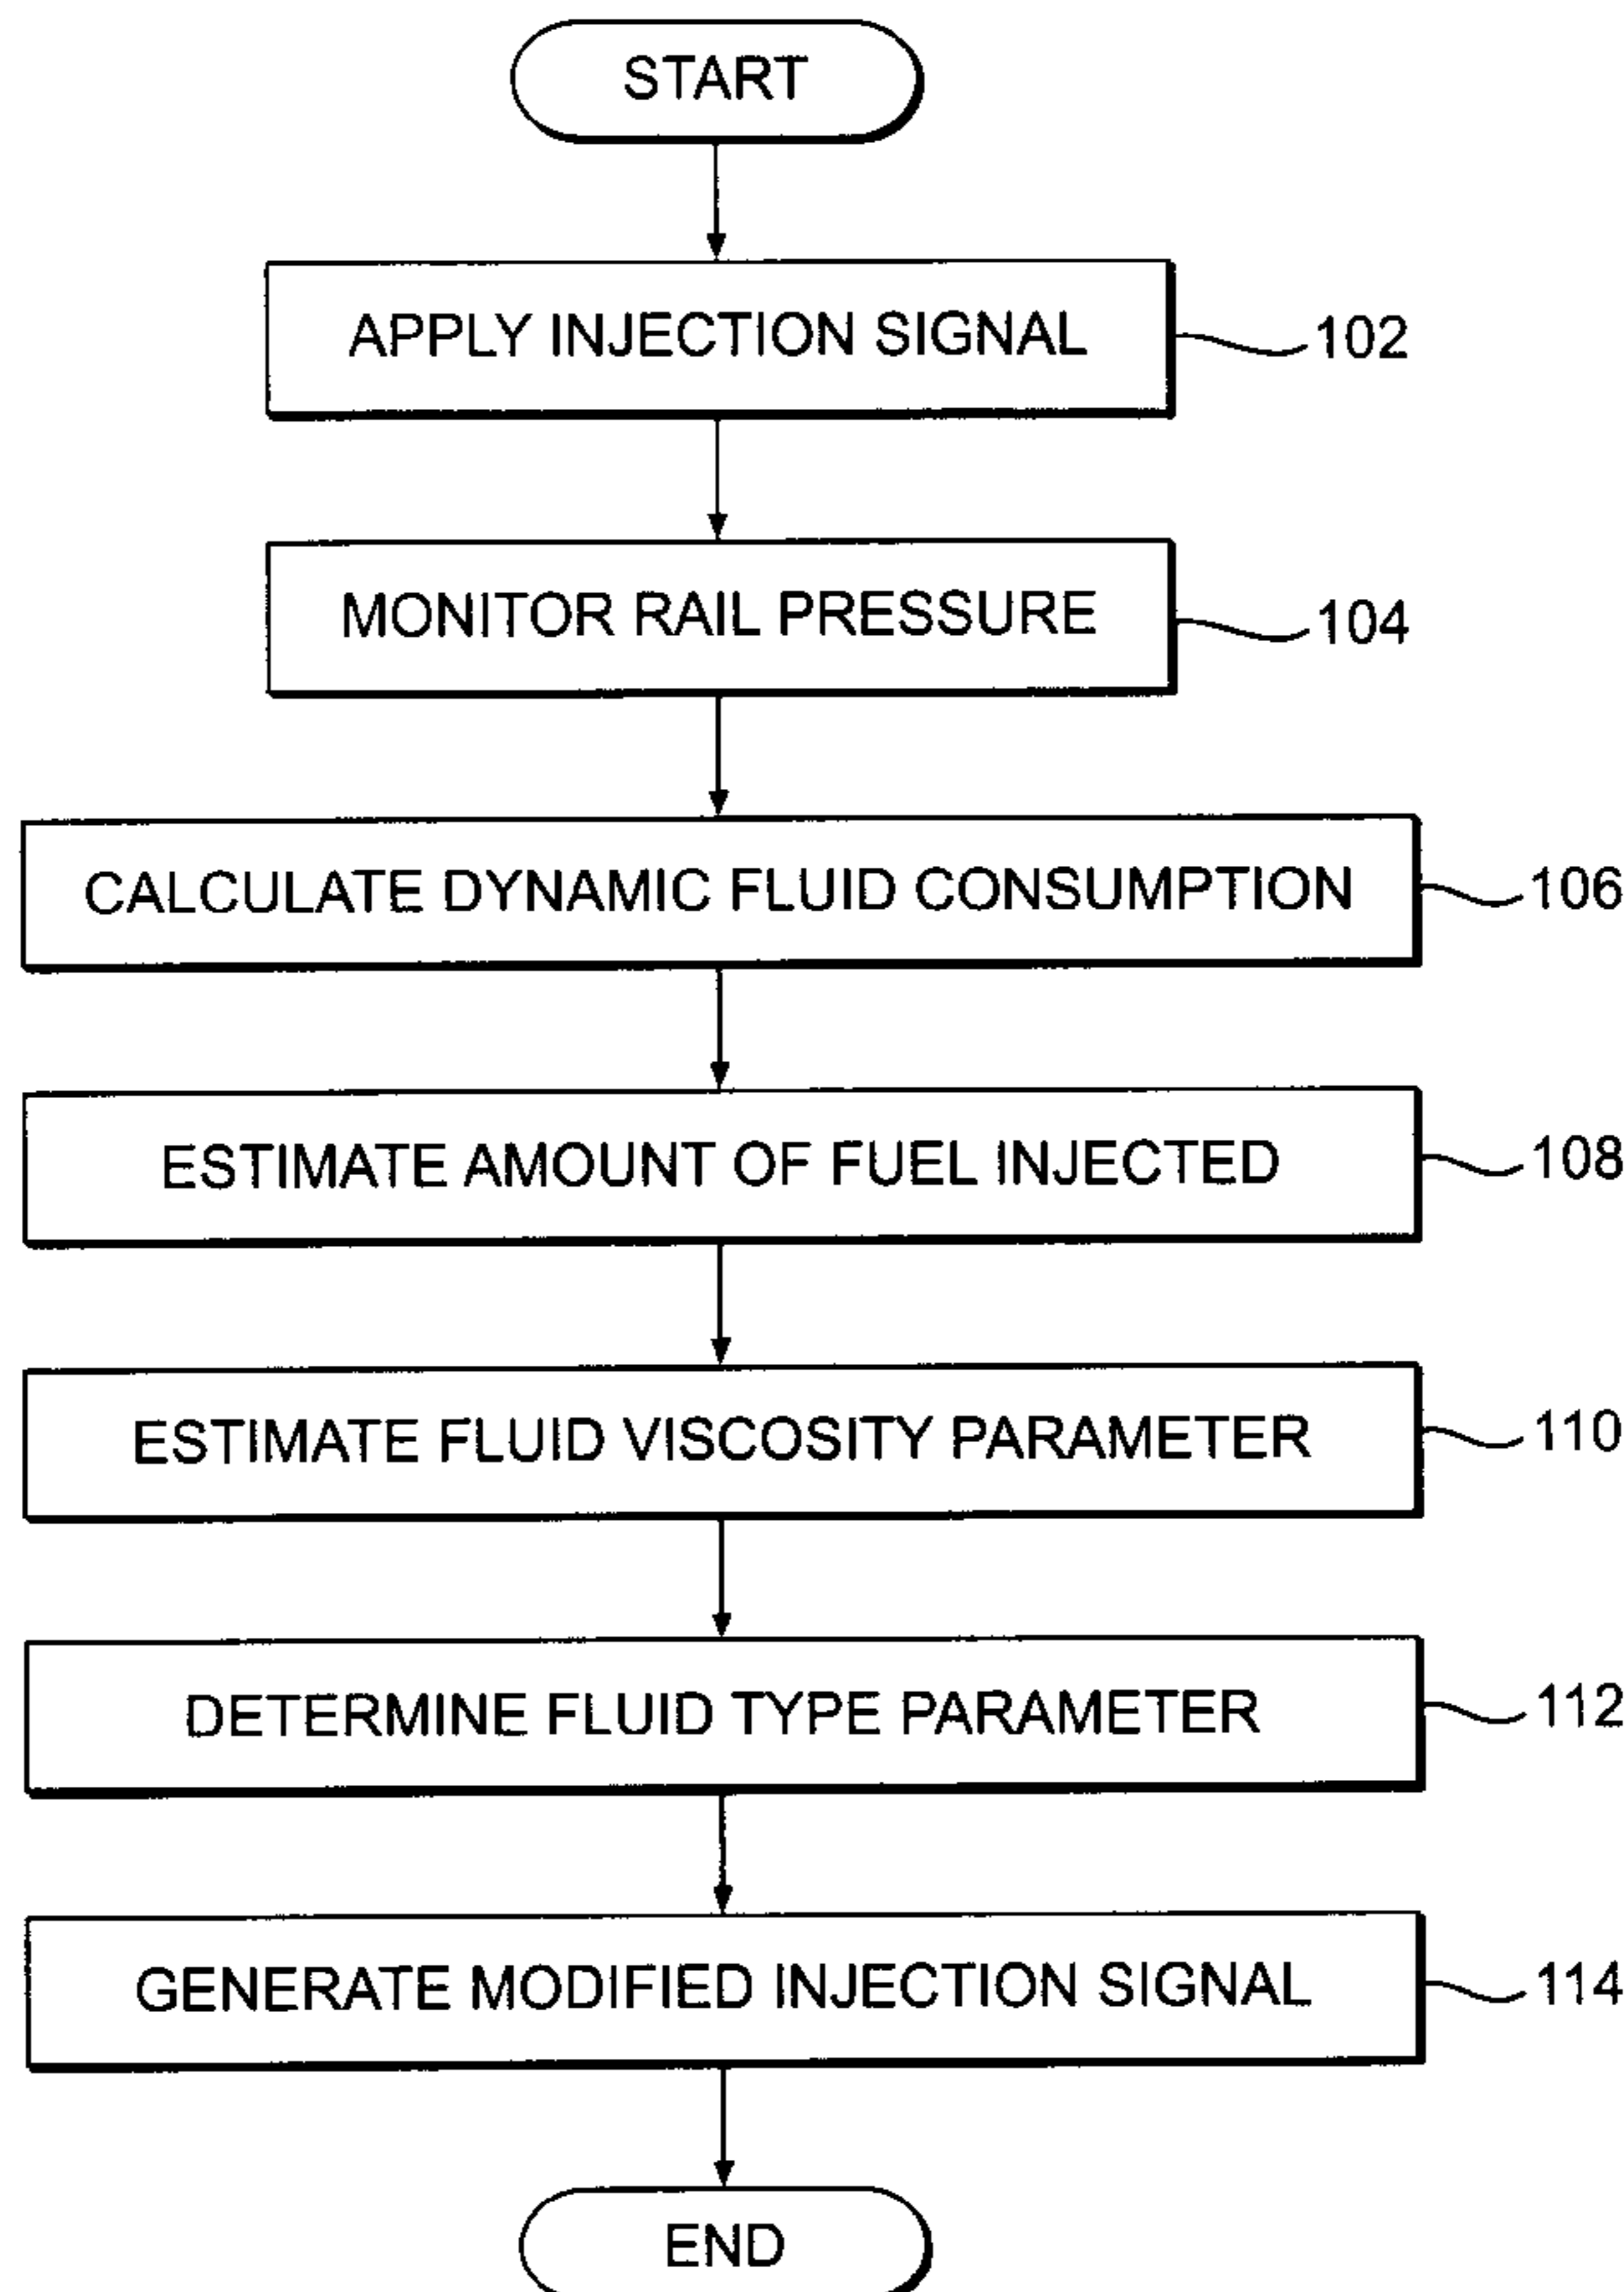 START
APPLY INJECTION SIGNAL
102
MONITOR RAIL PRESSURE
104
CALCULATE DYNAMIC FLUID CONSUMPTION
106
ESTIMATE AMOUNT OF FUEL INJECTED
108
ESTIMATE FLUID VISCOSITY PARAMETER
110
DETERMINE FLUID TYPE PARAMETER
112
GENERATE MODIFIED INJECTION SIGNAL
114
END